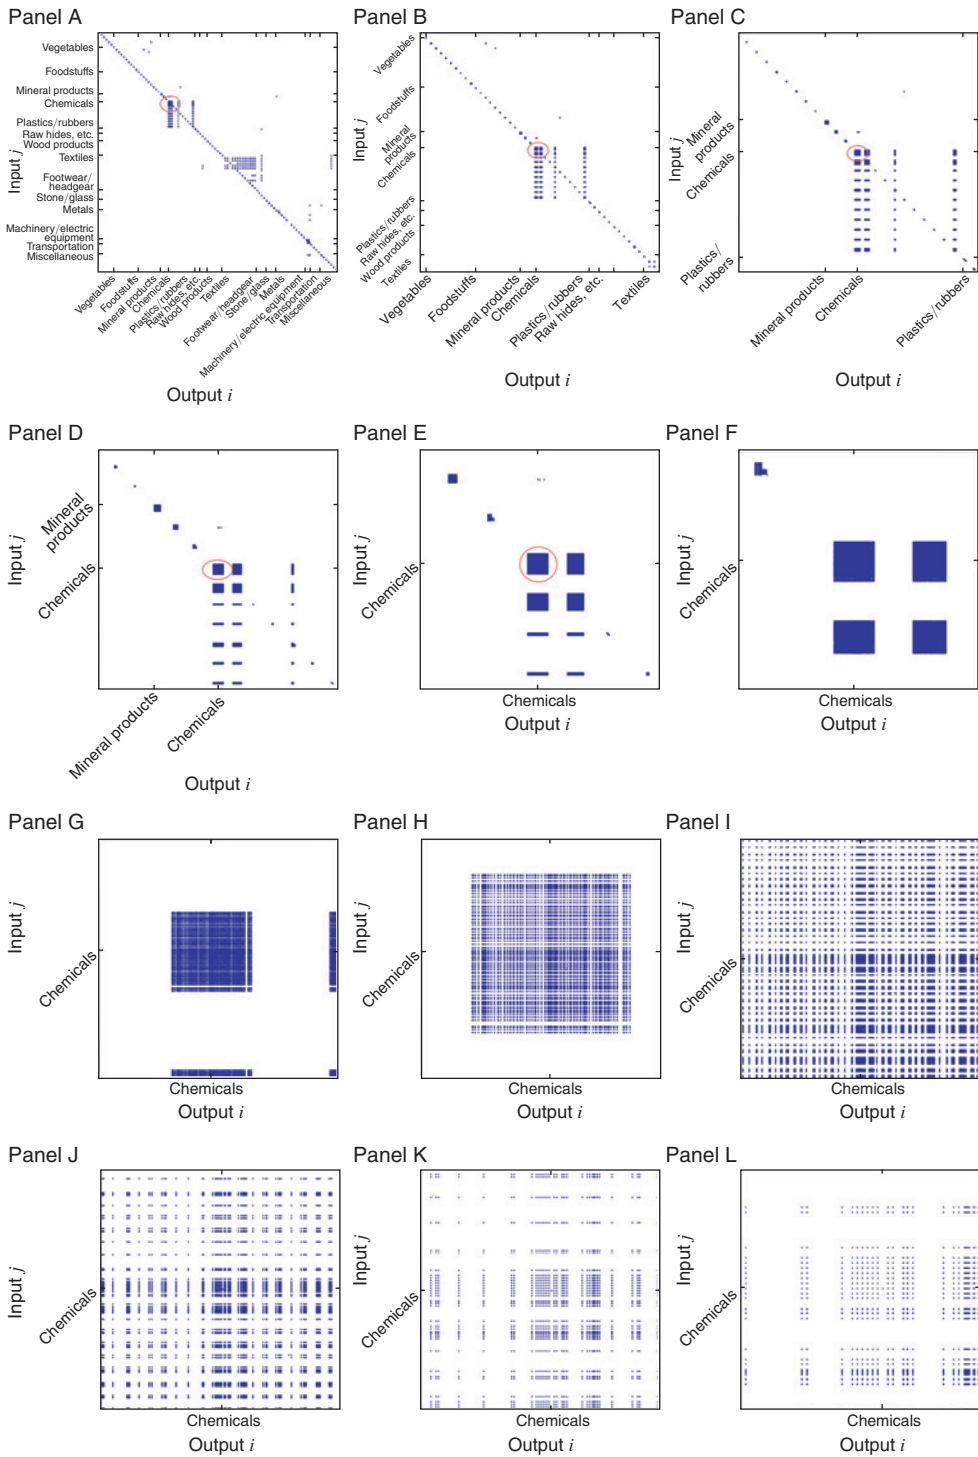 Panel A
Input j
Vegetables
Foodstuffs
Mineral products
Chemicals
Plastics/rubbers
Raw hides, etc.
Wood products
Textiles
Footwear/
headgear
Stone/glass
Metals
Machinery/electric
equipment
Transportation
Miscellaneous
Vegetables
Foodstuffs
Mineral products
Chemicals
Plastics/rubbers
Raw hides, etc.
Wood products
Textiles
Footwear/headgear
Stone/glass
Metals
Machinery/electric equipment
Transportation
Miscellaneous
Output i
Panel B
Input j
Vegetables
Foodstuffs
Mineral
products
Chemicals
Plastics/rubbers
Raw hides, etc.
Wood products
Textiles
Vegetables
Foodstuffs
Mineral products
Chemicals
Plastics/rubbers
Raw hides, etc.
Textiles
Output i
Panel C
Input j
Mineral
products
Chemicals
Plastics/
rubbers
Mineral products
Chemicals
Plastics/rubbers
Output i
Panel D
Input j
Mineral
products
Chemicals
Mineral products
Chemicals
Output i
Panel E
Input j
Chemicals
Chemicals
Output i
Panel F
Input j
Chemicals
Chemicals
Output i
Panel G
Input j
Chemicals
Chemicals
Output i
Panel H
Input j
Chemicals
Chemicals
Output i
Panel I
Input j
Chemicals
Chemicals
Output i
Panel J
Input j
Chemicals
Chemicals
Output i
Panel K
Input j
Chemicals
Chemicals
Output i
Panel L
Input j
Chemicals
Chemicals
Output i